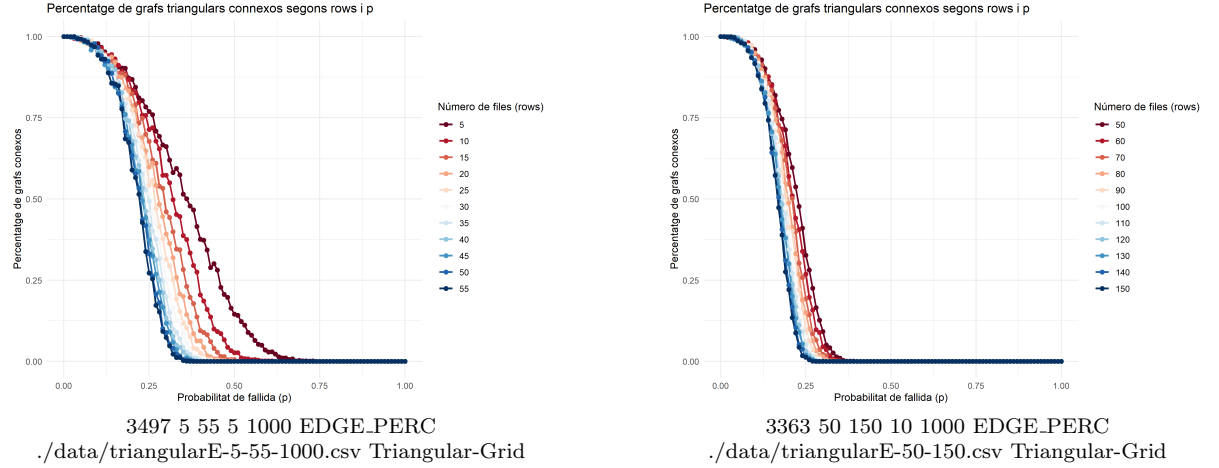 Percentatge de grafs triangulars connexos segons rows i p
Percentatge de grafs conexos
1.00
0.75
0.50
0.25
0.00
0.00 0.25 0.50 0.75 1.00
Probabilitat de fallida (p)
Número de files (rows)
5
10
15
20
25
30
35
40
45
50
55
3497 5 55 5 1000 EDGE_PERC
./data/triangularE-5-55-1000.csv Triangular-Grid
Percentatge de grafs triangulars connexos segons rows i p
Percentatge de grafs conexos
1.00
0.75
0.50
0.25
0.00
0.00 0.25 0.50 0.75 1.00
Probabilitat de fallida (p)
Número de files (rows)
50
60
70
80
90
100
110
120
130
140
150
3363 50 150 10 1000 EDGE_PERC
./data/triangularE-50-150.csv Triangular-Grid